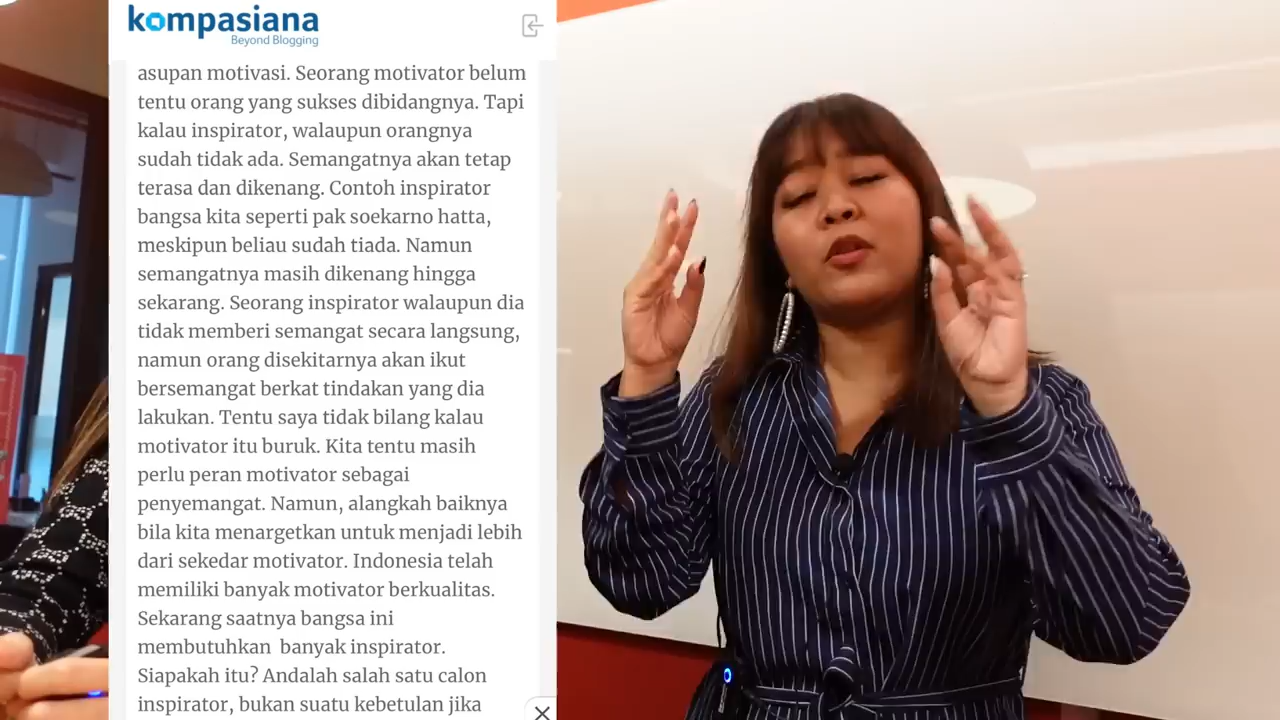 kompasiana
Beyond Blogging
asupan motivasi. Seorang motivator belum
tentu orang yang sukses dibidangnya. Tapi
kalau inspirator, walaupun orangnya
sudah tidak ada. Semangatnya akan tetap
terasa dan dikenang. Contoh inspirator
bangsa kita seperti pak soekarno hatta,
meskipun beliau sudah tiada. Namun
semangatnya masih dikenang hingga
sekarang. Seorang inspirator walaupun dia
tidak memberi semangat secara langsung,
namun orang disekitarnya akan ikut
bersemangat berkat tindakan yang dia
lakukan. Tentu saya tidak bilang kalau
motivator itu buruk. Kita tentu masih
perlu peran motivator sebagai
penyemangat. Namun, alangkah baiknya
bila kita menargetkan untuk menjadi lebih
dari sekedar motivator. Indonesia telah
memiliki banyak motivator berkualitas.
Sekarang saatnya bangsa ini
membutuhkan  banyak inspirator.
Siapakah itu? Andalah salah satu calon
inspirator, bukan suatu kebetulan jika